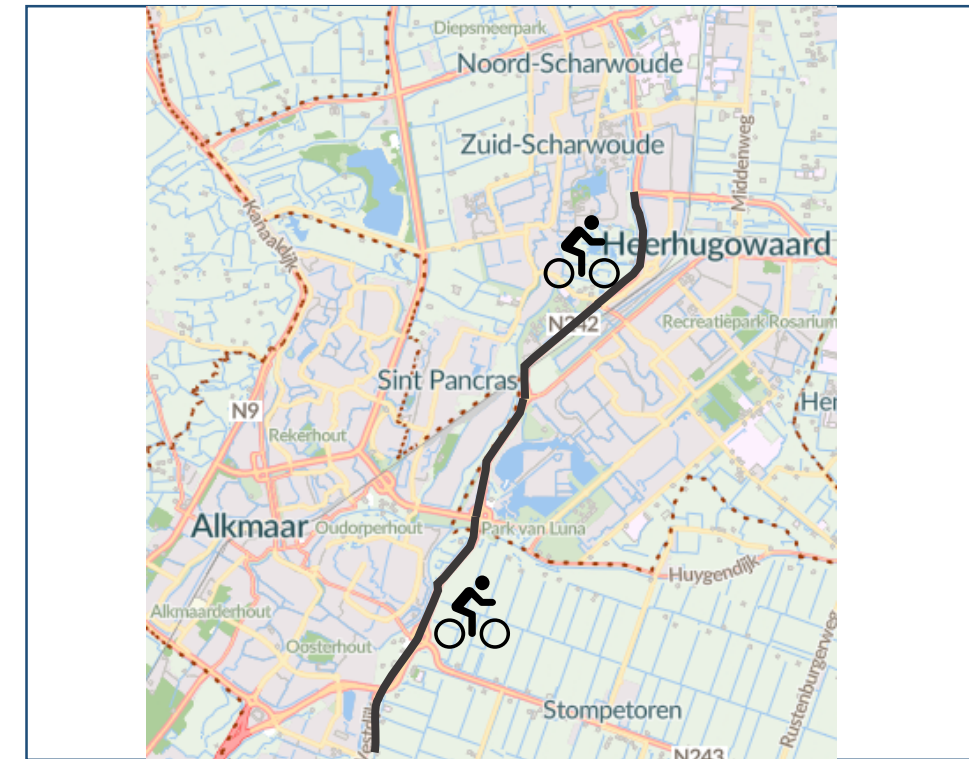 Diepsmeerpark
Noord-Scharwoude
Zuid-Scharwoude
Middenweg
Kanaaldijk
Heerhugowaard
N242
Recreatiepark Rosarium
Sint Pancras
N9
Rekerhout
Alkmaar
Oudorperhout
Park van Luna
Huygendijk
Alkmaarderhout
Oosterhout
Rustenburgerweg
Stompetoren
N243